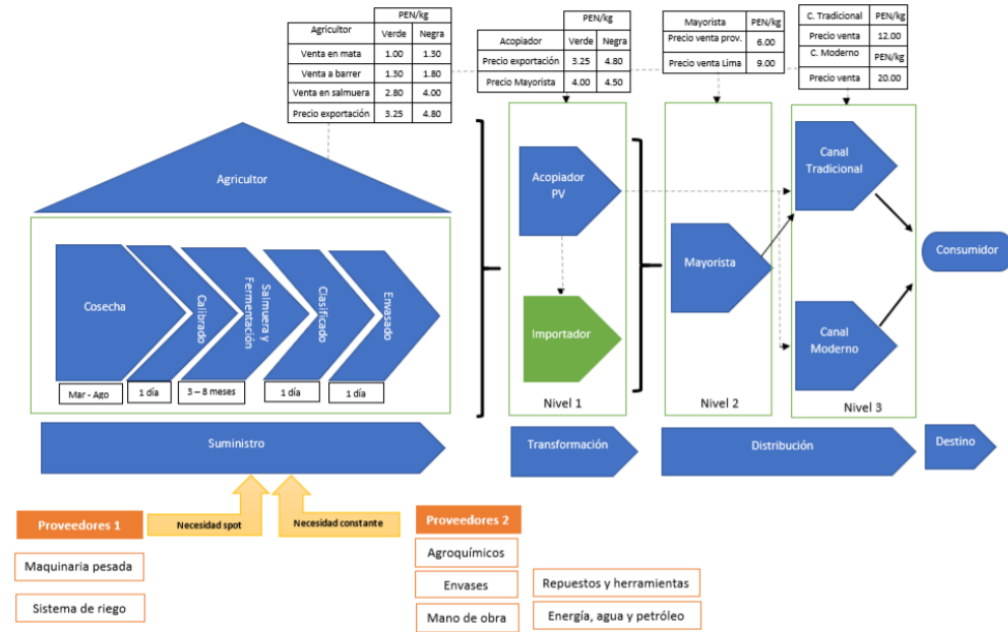 PEN/kg
Agricultor Verde Negra
Venta en mata 1.00 1.30
Venta a barrer 1.30 1.80
Venta en salmuera 2.80 4.00
Precio exportación 3.25 4.80
PEN/kg
Acopiador Verde Negra
Precio exportación 3.25 4.80
Precio Mayorista 4.00 4.50
Mayorista PEN/kg
Precio venta prov. 6.00
Precio venta Lima 9.00
C. Tradicional PEN/kg
Precio venta 12.00
C. Moderno PEN/kg
Precio venta 20.00
Agricultor
Cosecha
Calibrado
Salmuera y
Fermentación
Clasificado
Envasado
Mar - Ago
1 día
3 – 8 meses
1 día
1 día
Acopiador
PV
Importador
Nivel 1
Mayorista
Nivel 2
Canal
Tradicional
Canal
Moderno
Nivel 3
Consumidor
Suministro
Transformación
Distribución
Destino
Proveedores 1
Necesidad spot
Necesidad constante
Proveedores 2
Maquinaria pesada
Sistema de riego
Agroquímicos
Envases
Mano de obra
Repuestos y herramientas
Energía, agua y petróleo